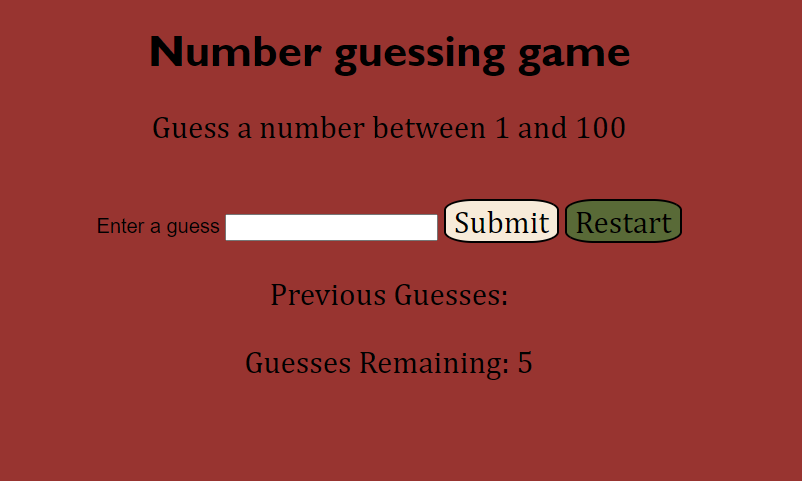 Number guessing game
Guess a number between 1 and 100
Enter a guess Submit Restart
Previous Guesses:
Guesses Remaining: 5